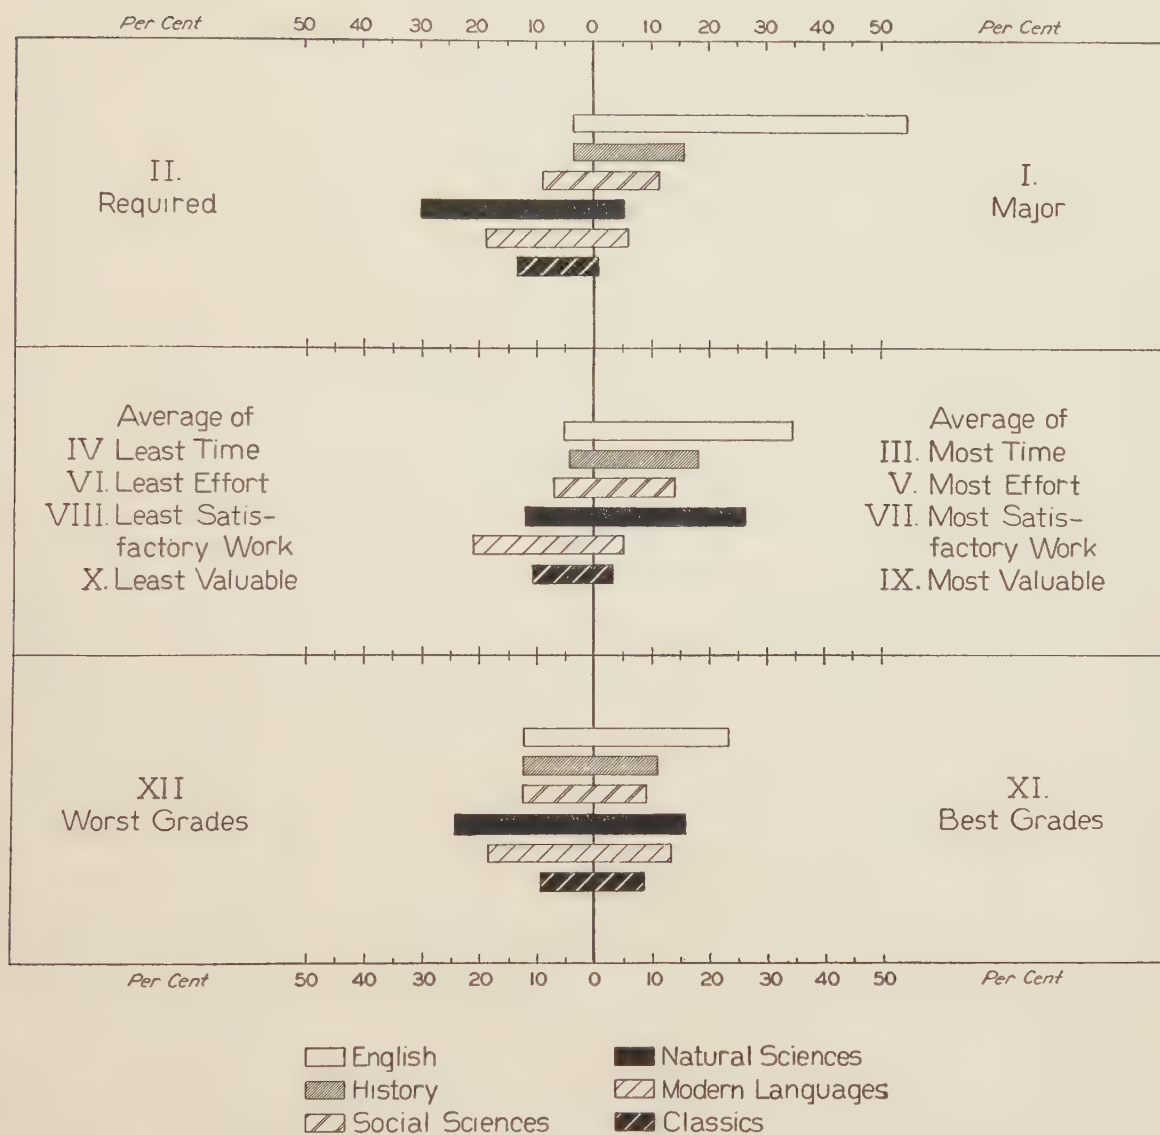 Per Cent 50 40 30 20 10 0 10 20 30 40 50 Per Cent
II.
Required
I.
Major
Average of
IV Least Time
VI. Least Effort
VIII. Least Satis-
factory Work
X. Least Valuable
Average of
III. Most Time
V. Most Effort
VII. Most Satis-
factory Work
IX. Most Valuable
XII
Worst Grades
XI.
Best Grades
Per Cent 50 40 30 20 10 0 10 20 30 40 50 Per Cent
English
History
Social Sciences
Natural Sciences
Modern Languages
Classics